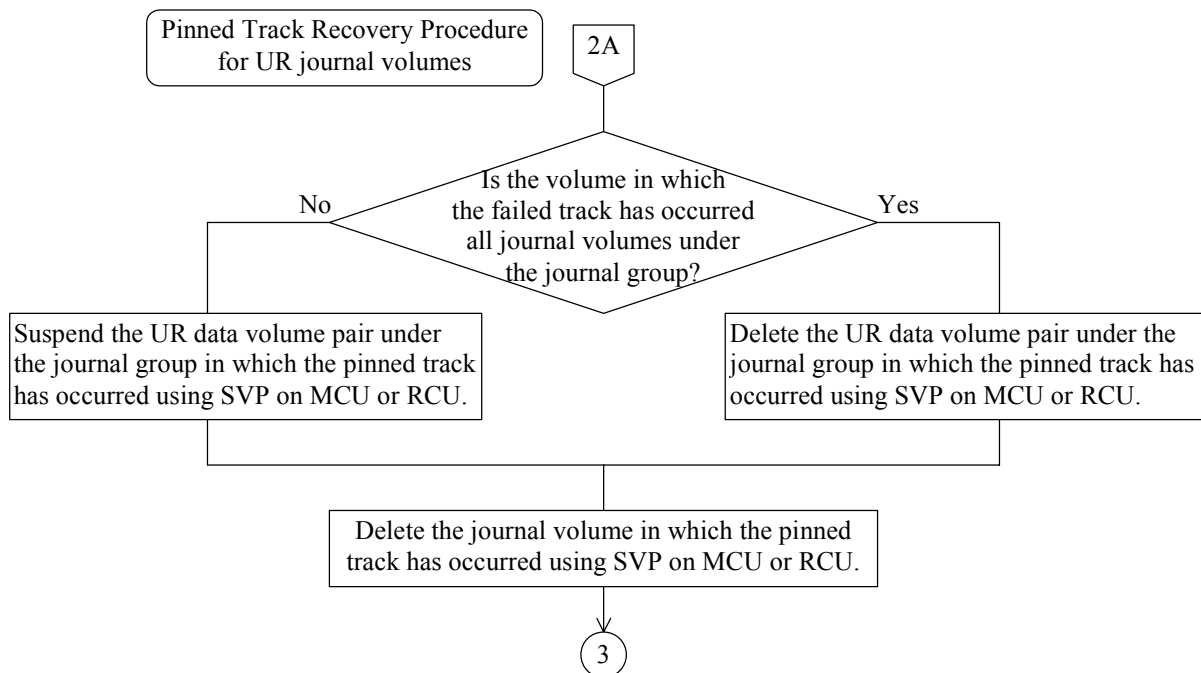 Pinned Track Recovery Procedure
for UR journal volumes
2A
Is the volume in which
the failed track has occurred
all journal volumes under
the journal group?
No
Yes
Suspend the UR data volume pair under
the journal group in which the pinned track
has occurred using SVP on MCU or RCU.
Delete the UR data volume pair under the
journal group in which the pinned track has
occurred using SVP on MCU or RCU.
Delete the journal volume in which the pinned
track has occurred using SVP on MCU or RCU.
3